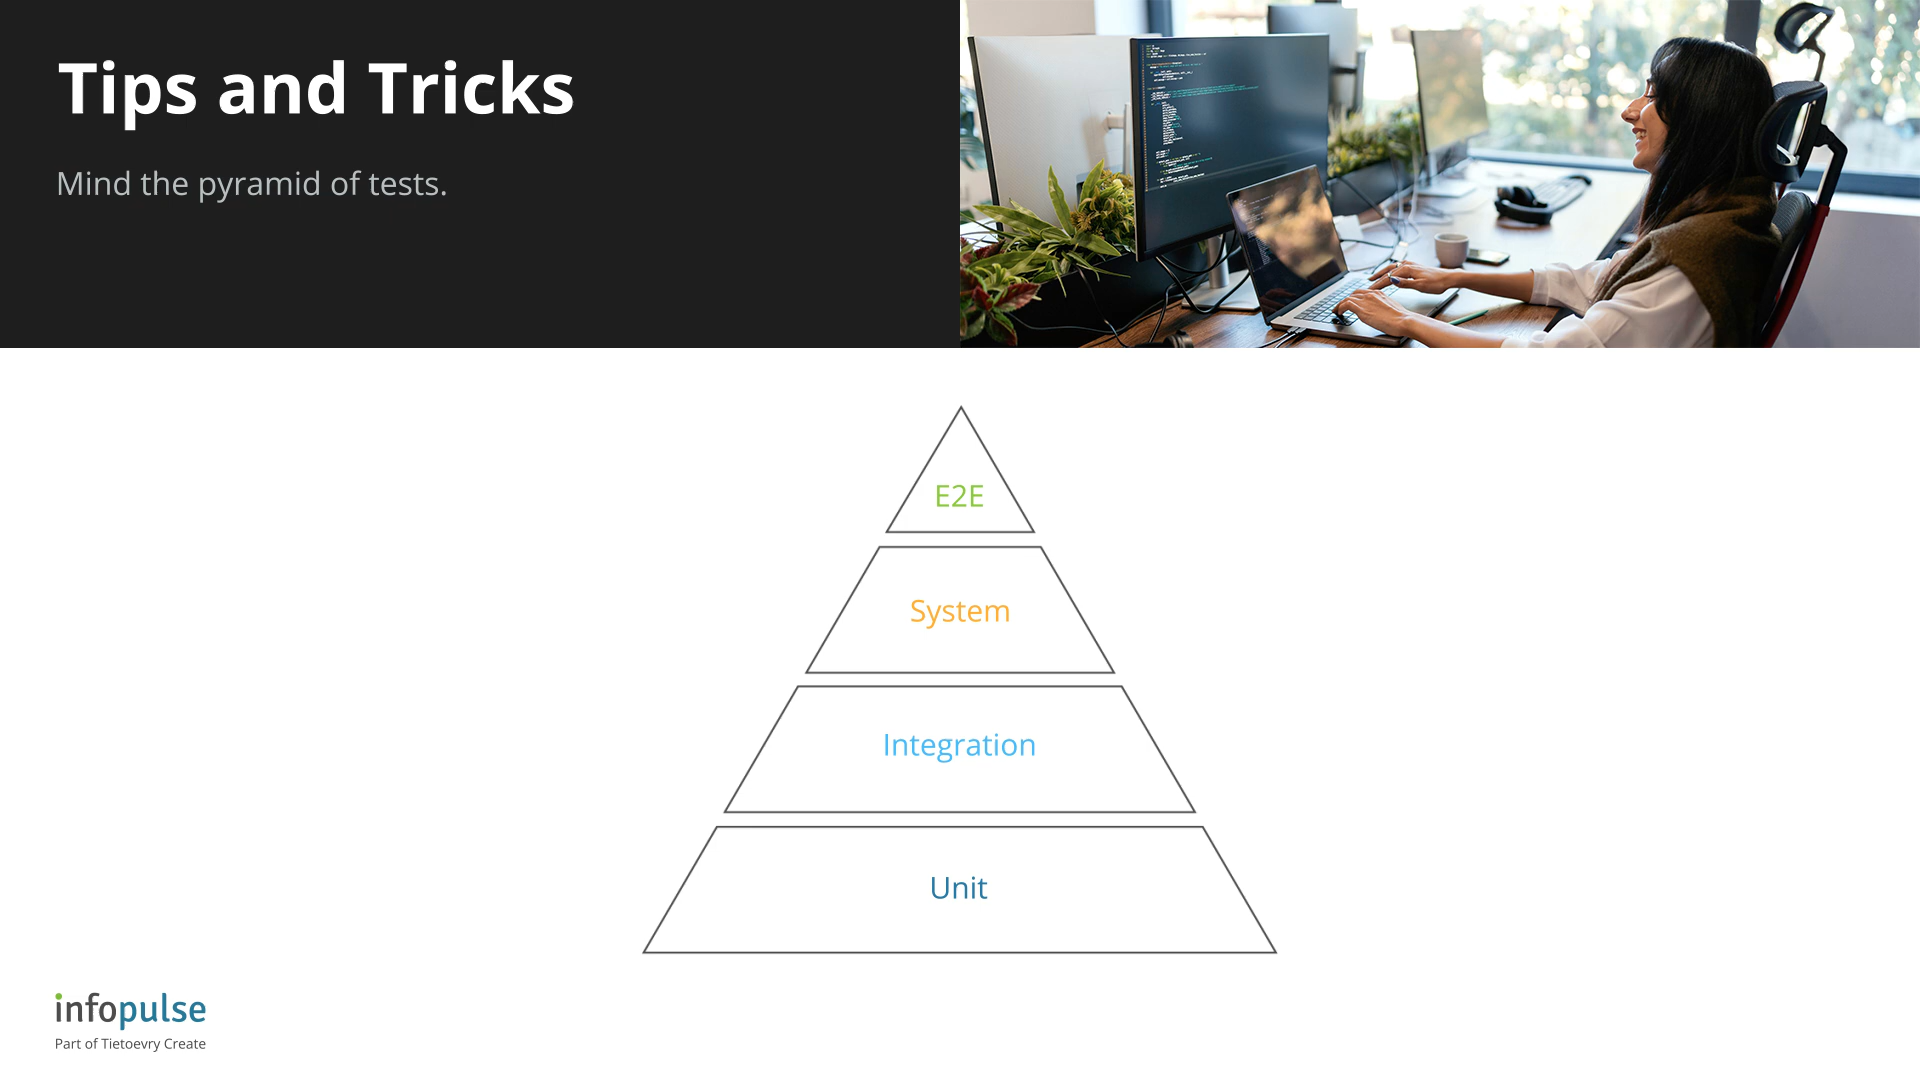 Tips and Tricks
Mind the pyramid of tests.
E2E
System
Integration
Unit
infopulse
Part of Tietoevry Create